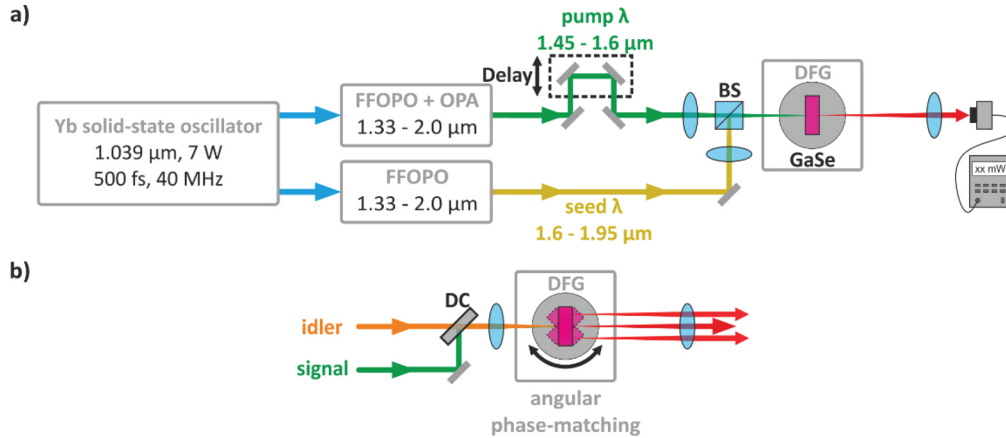 a)
pump λ
1.45 - 1.6 µm
Delay
Yb solid-state oscillator
1.039 µm, 7 W
500 fs, 40 MHz
FFOPO + OPA
1.33 - 2.0 µm
FFOPO
1.33 - 2.0 µm
seed λ
1.6 - 1.95 µm
BS
DFG
GaSe
xx mW
b)
idler
signal
DC
DFG
angular
phase-matching